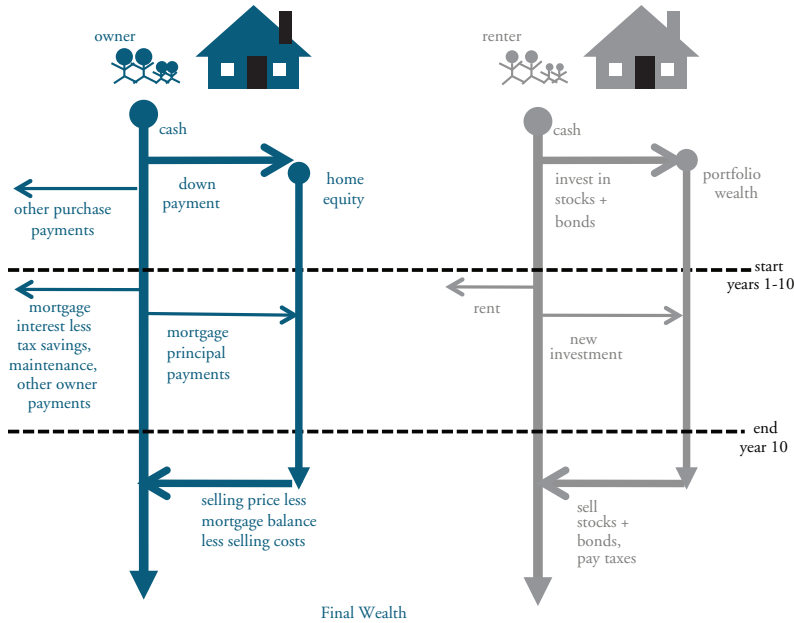 owner
renter
cash
cash
down
payment
home
equity
other purchase
payments
invest in
stocks +
bonds
portfolio
wealth
start
years 1-10
mortgage
interest less
tax savings,
maintenance,
other owner
payments
mortgage
principal
payments
rent
new
investment
end
year 10
selling price less
mortgage balance
less selling costs
sell
stocks +
bonds,
pay taxes
Final Wealth